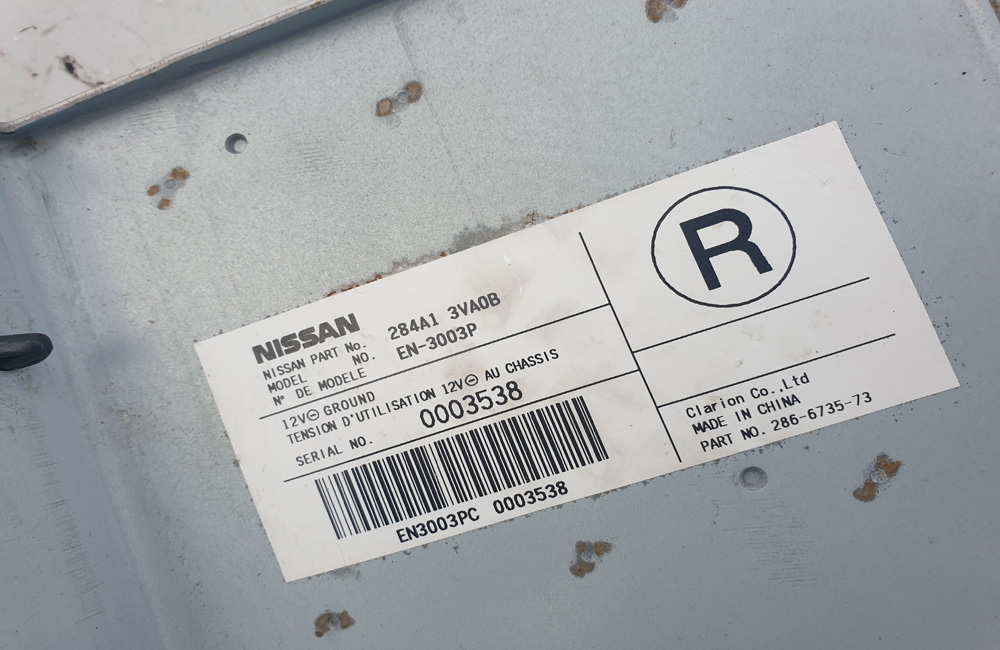 NISSAN
NISSAN PART No. 284A1 3VA0B
MODEL NO. EN-3003P
N° DE MODELE
12V⊝ GROUND
TENSION D'UTILISATION 12V⊝ AU CHASSIS
SERIAL NO. 0003538
EN3003PC 0003538
R
Clarion Co.,Ltd
MADE IN CHINA
PART NO. 286-6735-73